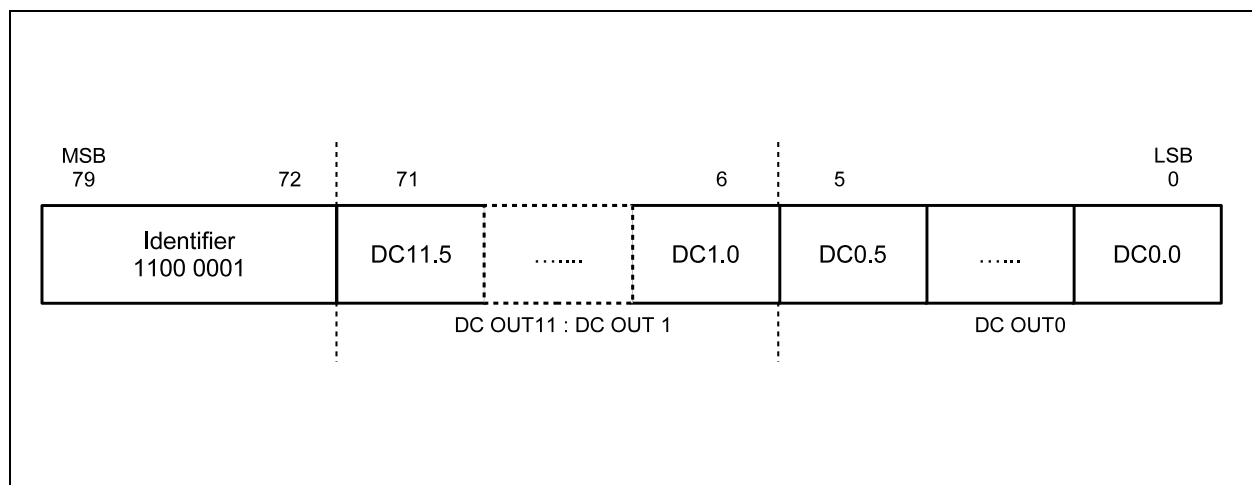 MSB LSB
79 72 71 6 5 0
Identifier
1100 0001
DC11.5 ....... DC1.0 DC0.5 ...... DC0.0
DC OUT11 : DC OUT 1 DC OUT0